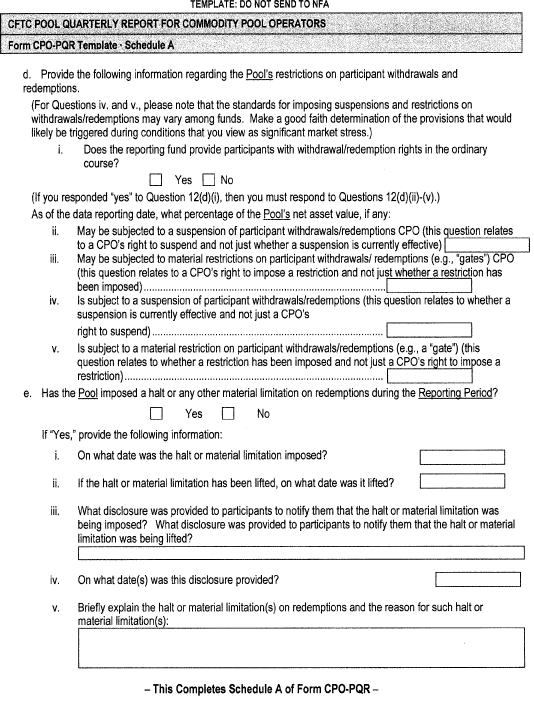 TEMPLATE: DO NOT SEND TO NFA
CFTC POOL QUARTERLY REPORT FOR COMMODITY POOL OPERATORS
Form CPO-PQR Template - Schedule A
d. Provide the following information regarding the Pool's restrictions on participant withdrawals and
redemptions.
(For Questions iv. and v., please note that the standards for imposing suspensions and restrictions on
withdrawals/redemptions may vary among funds. Make a good faith determination of the provisions that would
likely be triggered during conditions that you view as significant market stress.)
i. Does the reporting fund provide participants with withdrawal/redemption rights in the ordinary
course?
Yes No
(If you responded "yes" to Question 12(d)(i), then you must respond to Questions 12(d)(ii)-(v).)
As of the data reporting date, what percentage of the Pool's net asset value, if any:
ii. May be subjected to a suspension of participant withdrawals/redemptions CPO (this question relates
to a CPO's right to suspend and not just whether a suspension is currently effective)
iii. May be subjected to material restrictions on participant withdrawals/ redemptions (e.g., "gates") CPO
(this question relates to a CPO's right to impose a restriction and not just whether a restriction has
been imposed)................................................................................
iv. Is subject to a suspension of participant withdrawals/redemptions (this question relates to whether a
suspension is currently effective and not just a CPO's
right to suspend)................................................................................
v. Is subject to a material restriction on participant withdrawals/redemptions (e.g., a "gate") (this
question relates to whether a restriction has been imposed and not just a CPO's right to impose a
restriction)................................................................................
e. Has the Pool imposed a halt or any other material limitation on redemptions during the Reporting Period?
Yes No
If "Yes," provide the following information:
i. On what date was the halt or material limitation imposed?
ii. If the halt or material limitation has been lifted, on what date was it lifted?
iii. What disclosure was provided to participants to notify them that the halt or material limitation was
being imposed? What disclosure was provided to participants to notify them that the halt or material
limitation was being lifted?
iv. On what date(s) was this disclosure provided?
v. Briefly explain the halt or material limitation(s) on redemptions and the reason for such halt or
material limitation(s):
– This Completes Schedule A of Form CPO-PQR –